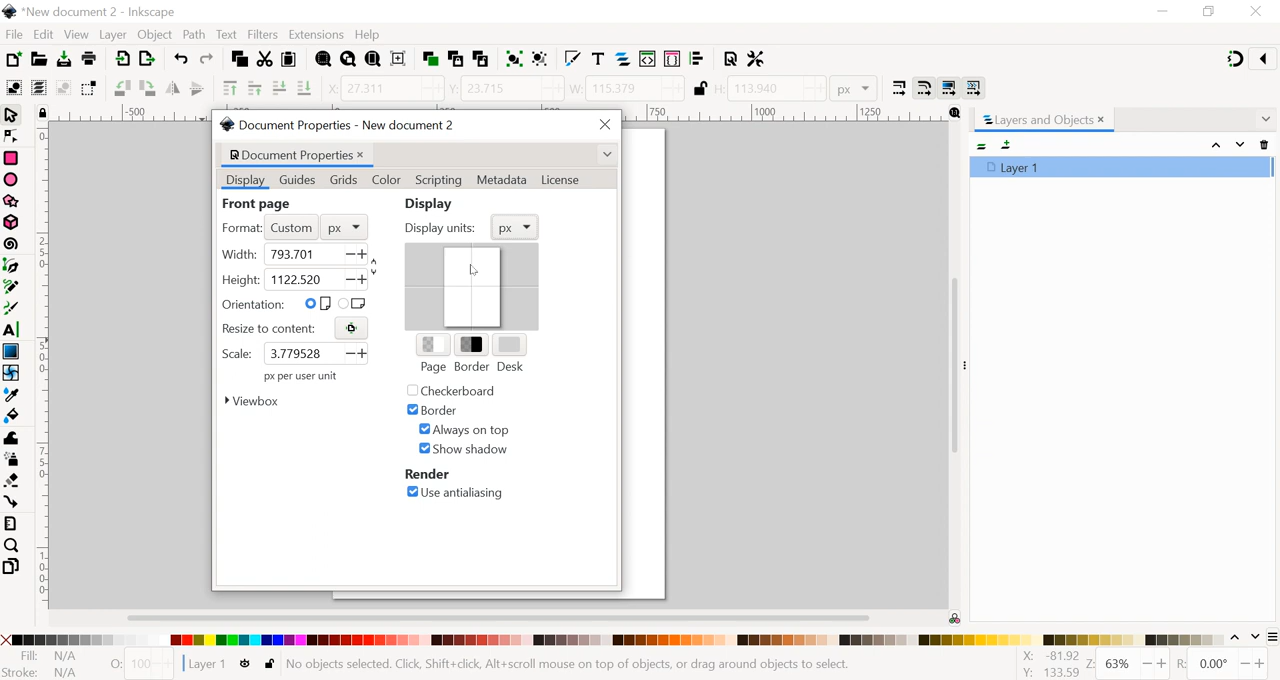 *New document 2 - Inkscape
File Edit View Layer Object Path Text Filters Extensions Help
X: 27.311 Y: 23.715 W: 115.379 H: 113.940 px
-500 750 1000 1250
Layers and Objects
Layer 1
Document Properties - New document 2
Document Properties
Display Guides Grids Color Scripting Metadata License
Front page
Format: Custom px
Width: 793.701
Height: 1122.520
Orientation:
Resize to content:
Scale: 3.779528
px per user unit
Viewbox
Display
Display units: px
Page Border Desk
Checkerboard
Border
Always on top
Show shadow
Render
Use antialiasing
Fill: N/A
Stroke: N/A
O: 100
Layer 1
No objects selected. Click, Shift+click, Alt+scroll mouse on top of objects, or drag around objects to select.
X: -81.92
Y: 133.59
Z: 63%
R: 0.00°